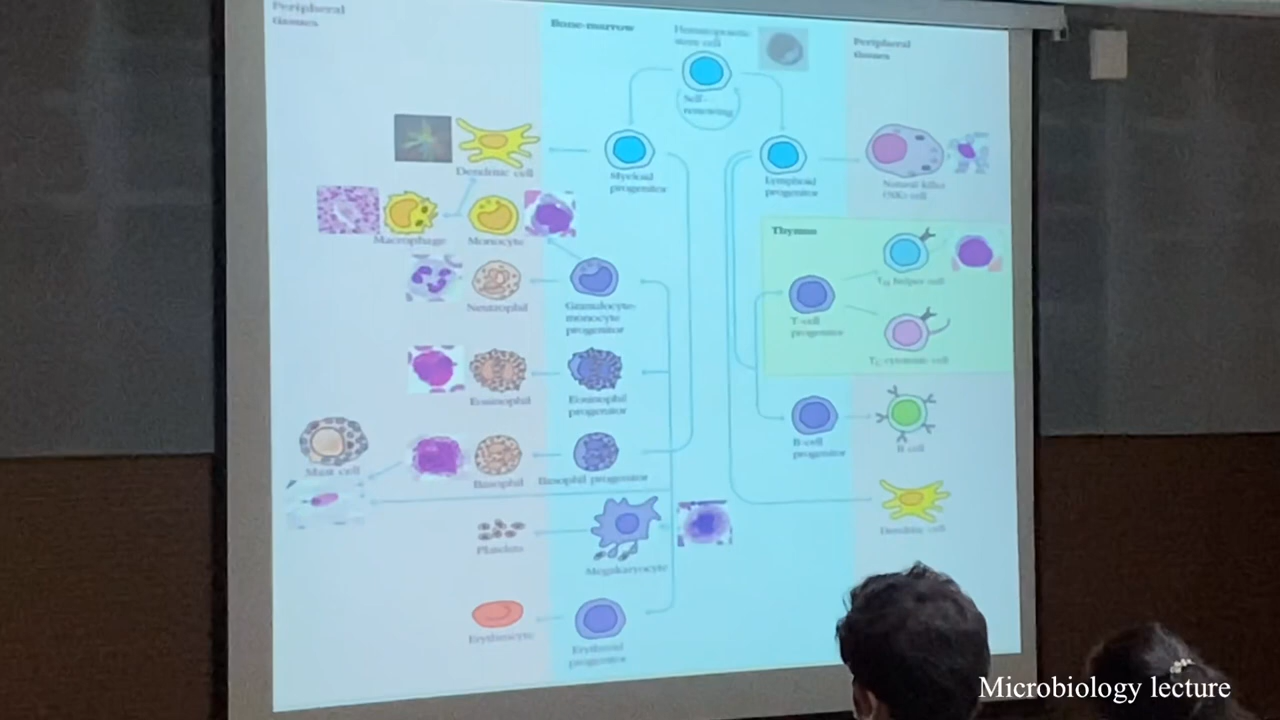 Peripheral
tissues
Bone-marrow
Hematopoietic
stem cell
Peripheral
tissues
Self-
renewing
Dendritic cell
Myeloid
progenitor
Lymphoid
progenitor
Natural killer
(NK) cell
Macrophage
Monocyte
Thymus
TH helper cell
Neutrophil
Granulocyte-
monocyte
progenitor
T-cell
progenitor
TC cytotoxic cell
Eosinophil
Eosinophil
progenitor
Mast cell
Basophil
Basophil progenitor
B-cell
progenitor
B cell
Dendritic cell
Platelets
Megakaryocyte
Erythrocyte
Erythroid
progenitor
Microbiology lecture